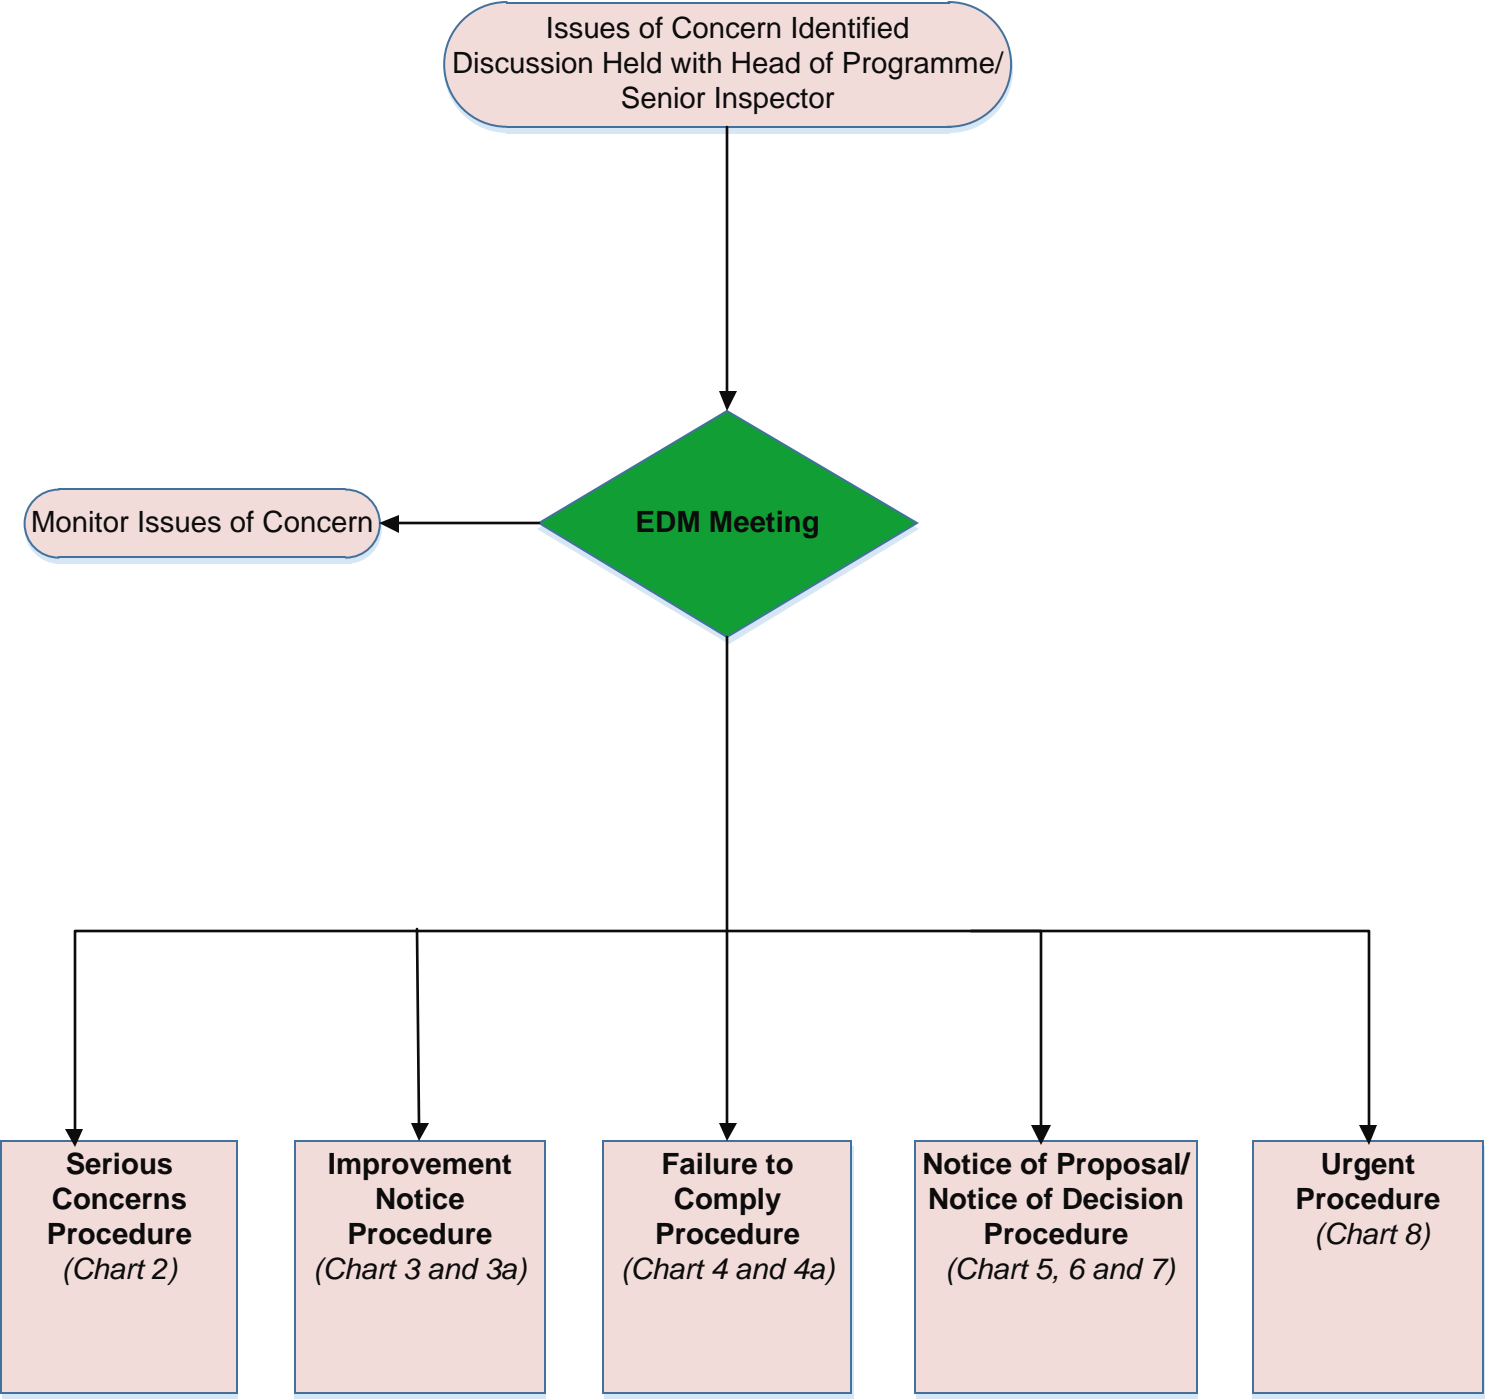 Issues of Concern Identified
Discussion Held with Head of Programme/
Senior Inspector
EDM Meeting
Monitor Issues of Concern
Serious
Concerns
Procedure
(Chart 2)
Improvement
Notice
Procedure
(Chart 3 and 3a)
Failure to
Comply
Procedure
(Chart 4 and 4a)
Notice of Proposal/
Notice of Decision
Procedure
(Chart 5, 6 and 7)
Urgent
Procedure
(Chart 8)